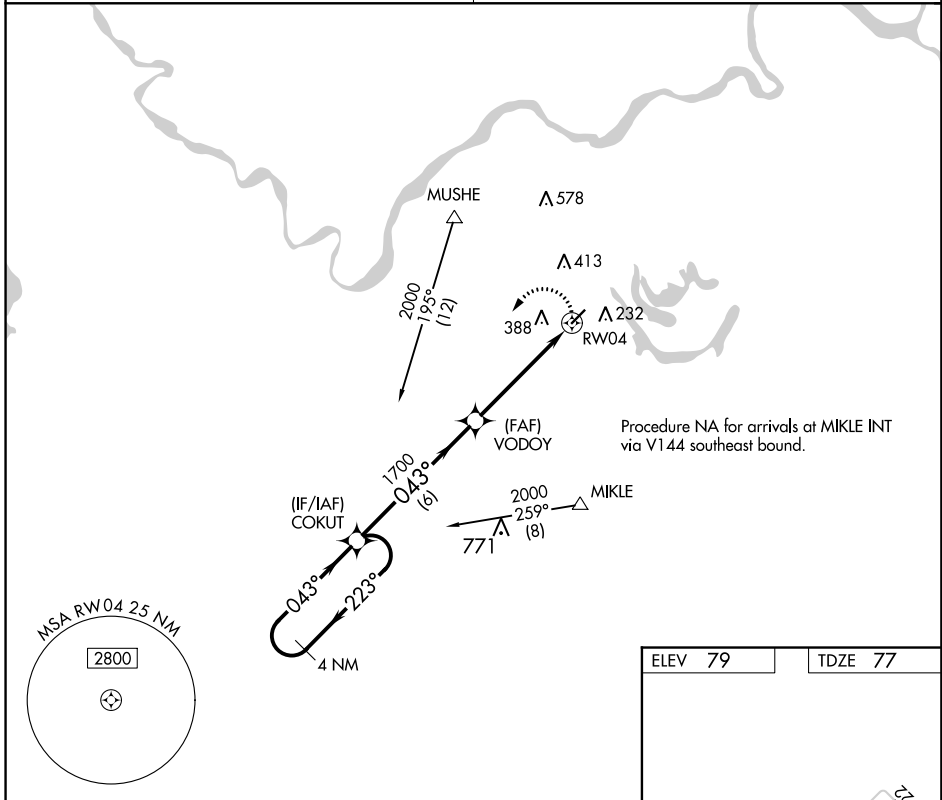 MUSHE
578
413
2000
195°
(12)
388
232
RW04
(FAF)
VODOY
Procedure NA for arrivals at MIKLE INT
via V144 southeast bound.
1700
043°
(6)
(IF/IAF)
COKUT
2000
259°
(8)
MIKLE
771
043°
223°
4 NM
MSA RW04 25 NM
2800
ELEV 79
TDZE 77
22